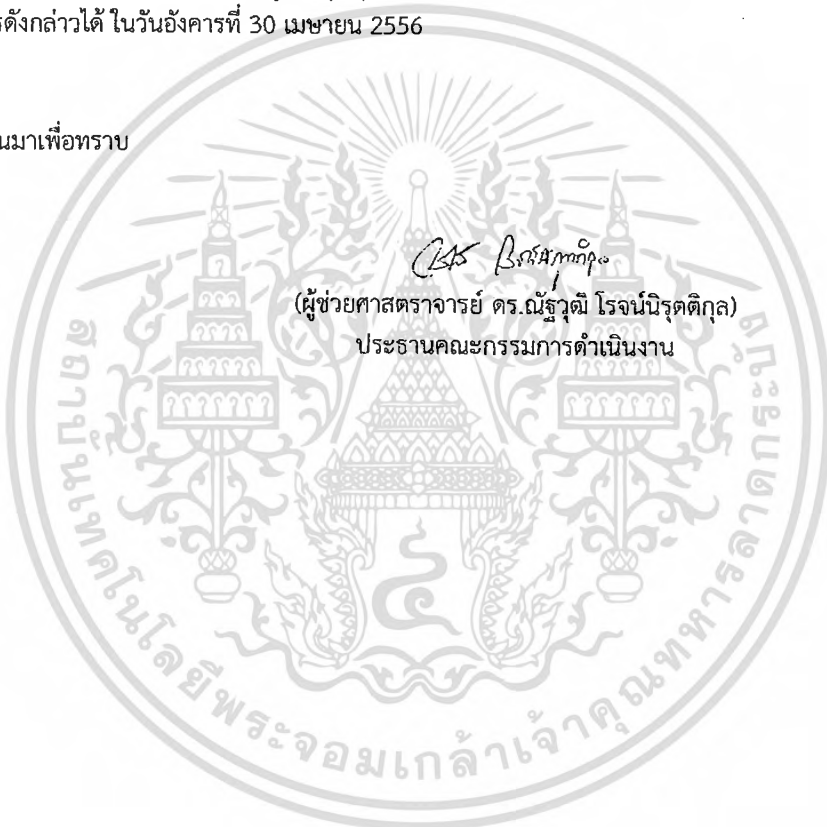 รดังกล่าวได้ ในวันอังคารที่ 30 เมษายน 2556
นมาเพื่อทราบ
(ผู้ช่วยศาสตราจารย์ ดร.ณัฐวุฒิ โรจน์นิรุตติกุล)
ประธานคณะกรรมการดำเนินงาน
สถาบันเทคโนโลยีพระจอมเกล้าเจ้าคุณทหารลาดกระบัง